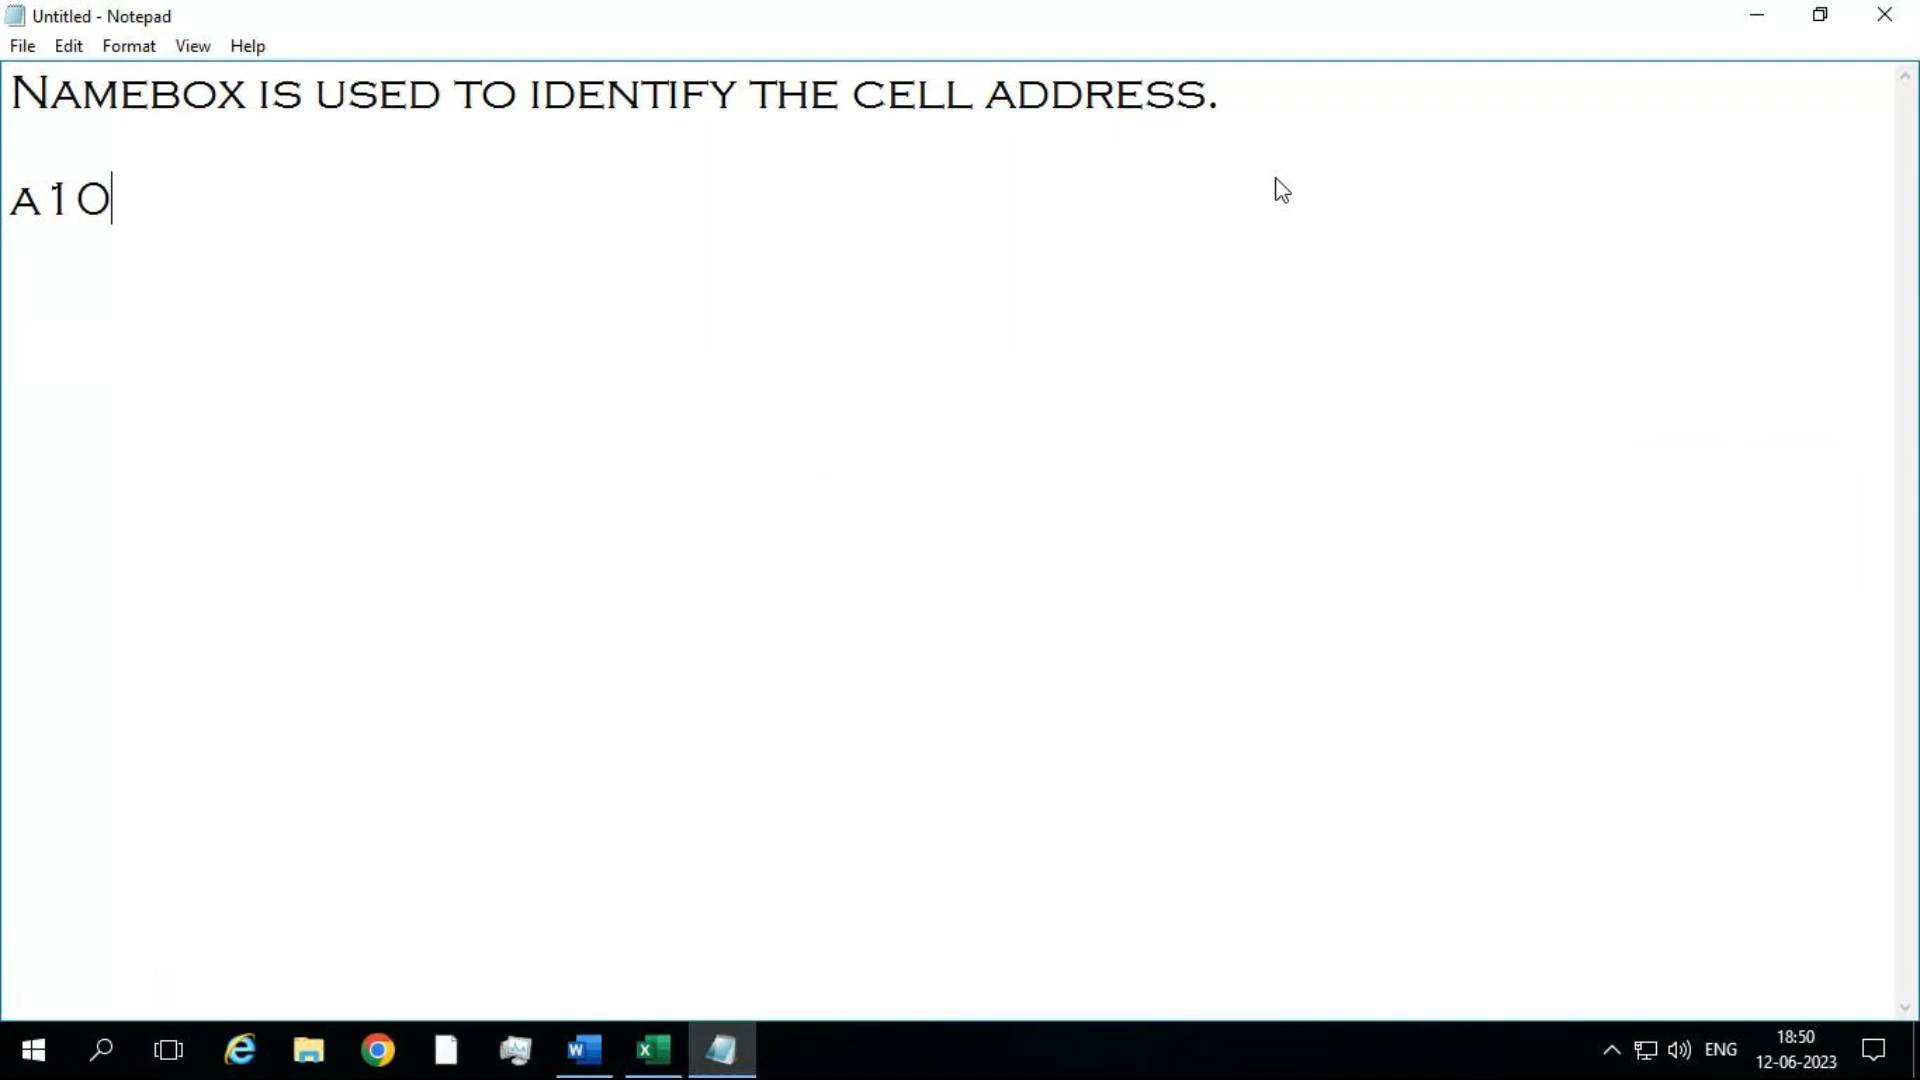 Untitled - Notepad
File Edit Format View Help
Namebox is used to identify the cell address.
a10
ENG
18:50
12-06-2023